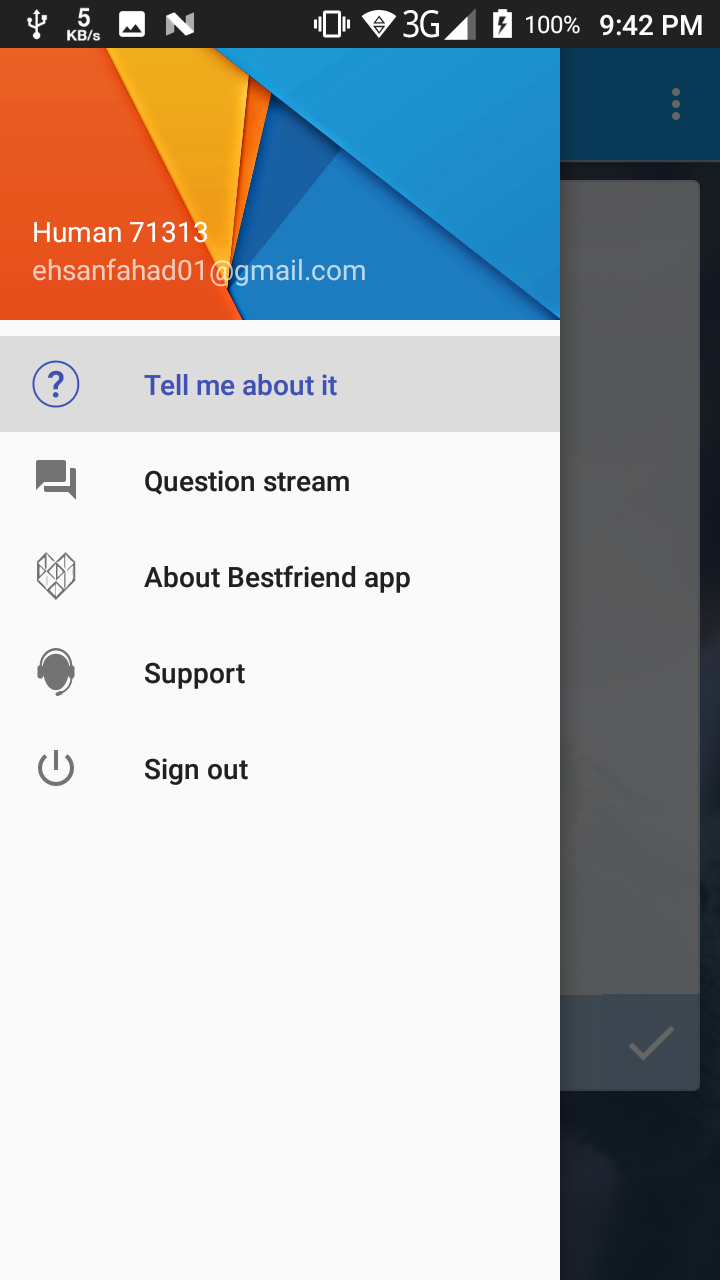 5 KB/s 3G 100% 9:42 PM
Human 71313
ehsanfahad01@gmail.com
? Tell me about it
Question stream
About Bestfriend app
Support
Sign out